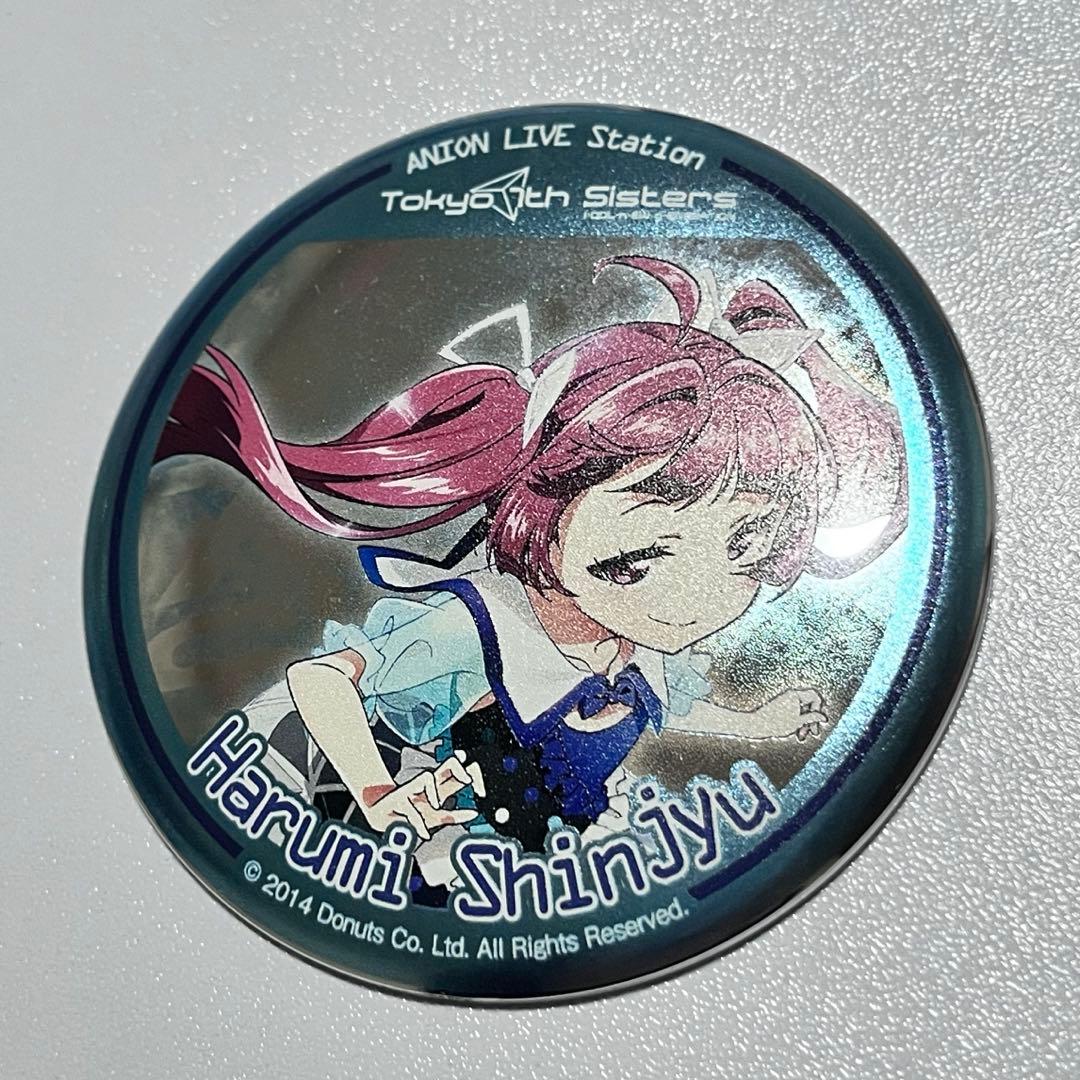 ANION LIVE Station
Tokyo 7th Sisters
Harumi Shinjyu
© 2014 Donuts Co. Ltd. All Rights Reserved.